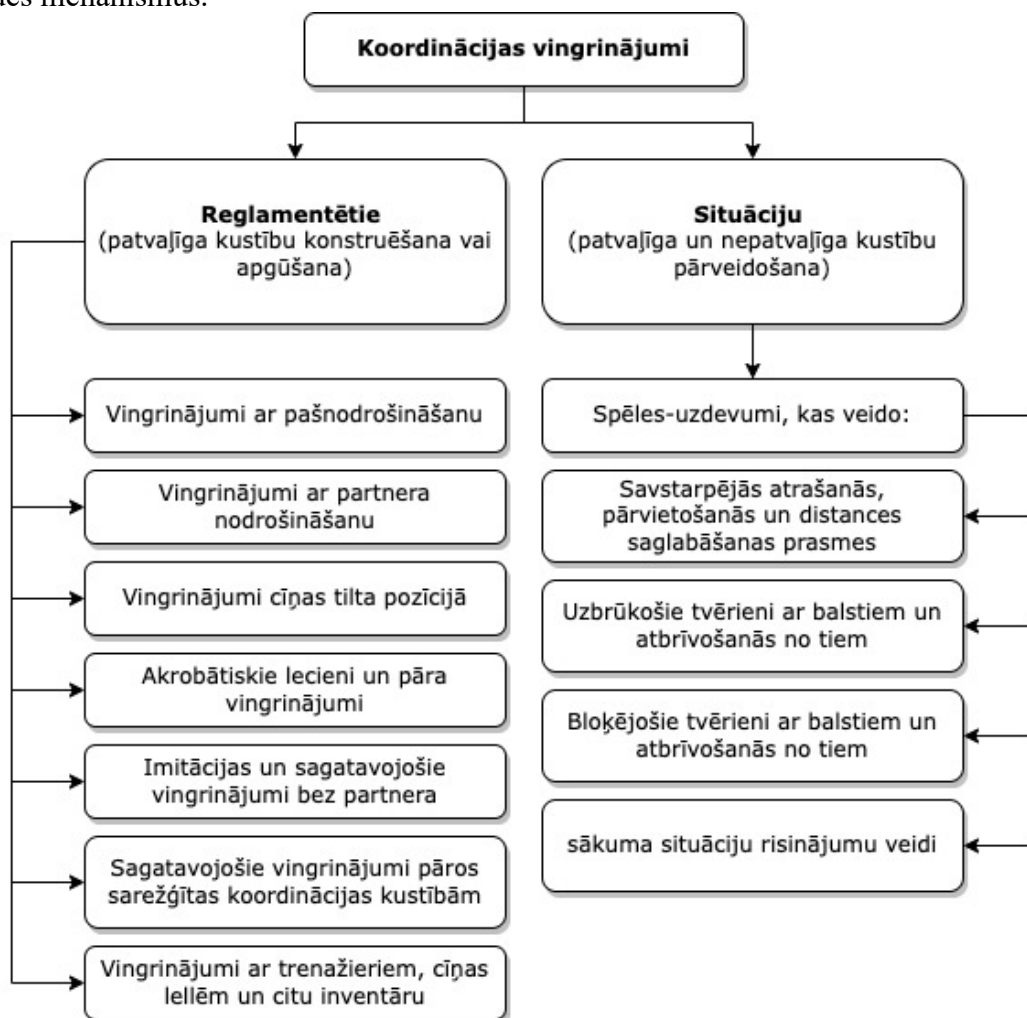 Koordinācijas vingrinājumi
Reglamentētie
(patvaļīga kustību konstruēšana vai
apgūšana)
Situāciju
(patvaļīga un nepatvaļīga kustību
pārveidošana)
Vingrinājumi ar pašnodrošināšanu
Vingrinājumi ar partnera
nodrošināšanu
Vingrinājumi cīņas tilta pozīcijā
Akrobātiskie lecieni un pāra
vingrinājumi
Imitācijas un sagatavojošie
vingrinājumi bez partnera
Sagatavojošie vingrinājumi pāros
sarežģītas koordinācijas kustībām
Vingrinājumi ar trenažieriem, cīņas
lellēm un citu inventāru
Spēles-uzdevumi, kas veido:
Savstarpējās atrašanās,
pārvietošanās un distances
saglabāšanas prasmes
Uzbrūkošie tvērieni ar balstiem un
atbrīvošanās no tiem
Bloķējošie tvērieni ar balstiem un
atbrīvošanās no tiem
sākuma situāciju risinājumu veidi